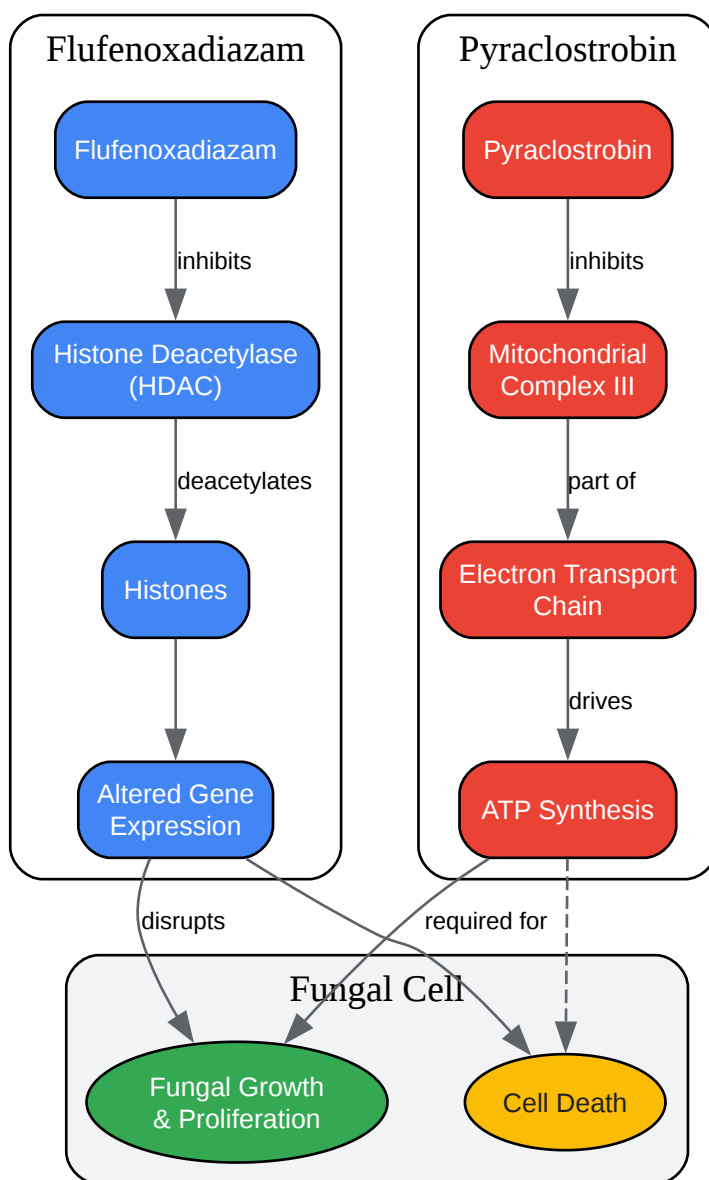 Flufenoxadiazam
Flufenoxadiazam
inhibits
Histone Deacetylase
(HDAC)
deacetylates
Histones
Altered Gene
Expression
disrupts
Pyraclostrobin
Pyraclostrobin
inhibits
Mitochondrial
Complex III
part of
Electron Transport
Chain
drives
ATP Synthesis
required for
Fungal Cell
Fungal Growth
& Proliferation
Cell Death